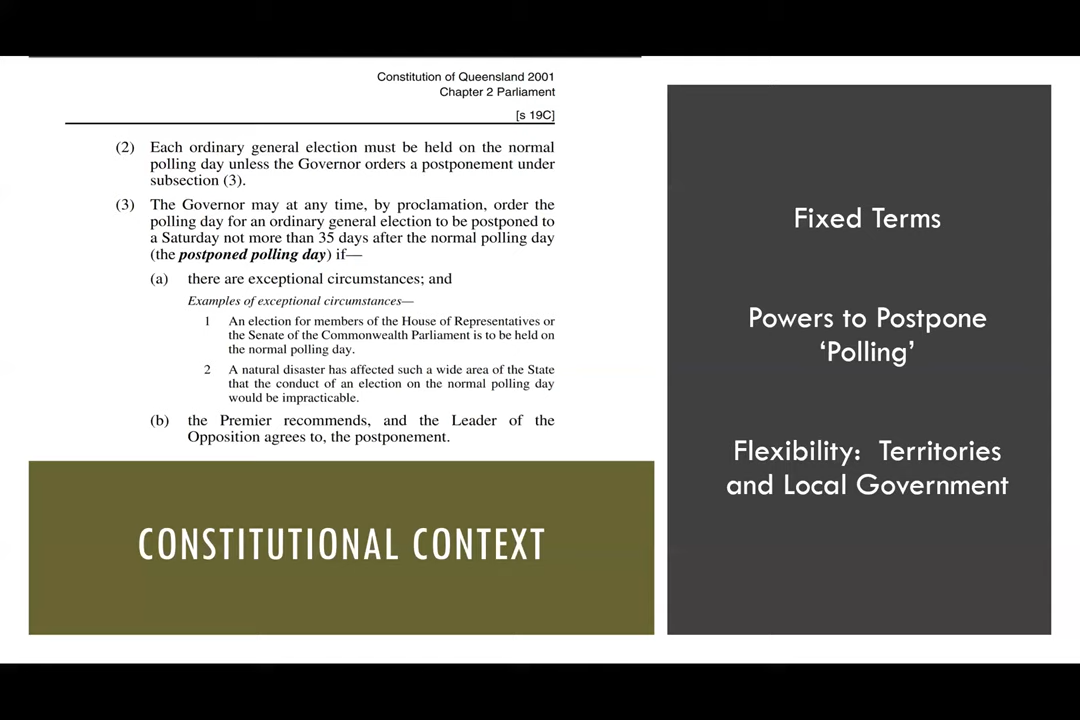 Constitution of Queensland 2001
Chapter 2 Parliament
[s 19C]
(2) Each ordinary general election must be held on the normal
polling day unless the Governor orders a postponement under
subsection (3).
(3) The Governor may at any time, by proclamation, order the
polling day for an ordinary general election to be postponed to
a Saturday not more than 35 days after the normal polling day
(the postponed polling day) if—
(a) there are exceptional circumstances; and
Examples of exceptional circumstances—
1 An election for members of the House of Representatives or
the Senate of the Commonwealth Parliament is to be held on
the normal polling day.
2 A natural disaster has affected such a wide area of the State
that the conduct of an election on the normal polling day
would be impracticable.
(b) the Premier recommends, and the Leader of the
Opposition agrees to, the postponement.
CONSTITUTIONAL CONTEXT
Fixed Terms
Powers to Postpone
‘Polling’
Flexibility: Territories
and Local Government